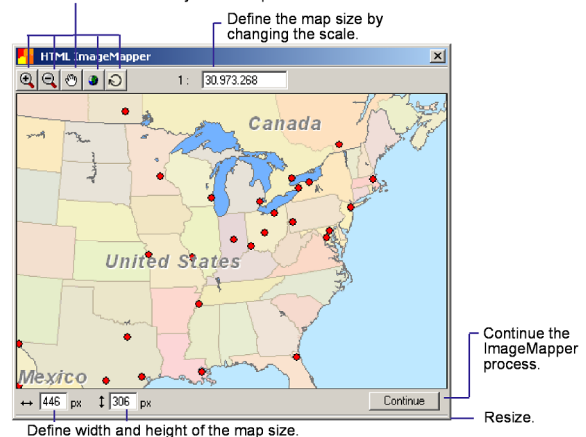 Define the map size by
changing the scale.
HTML ImageMapper
1 : 30.973.268
Canada
United States
Mexico
Continue the
ImageMapper
process.
↔ 446 px ↕ 306 px Continue
Resize.
Define width and height of the map size.